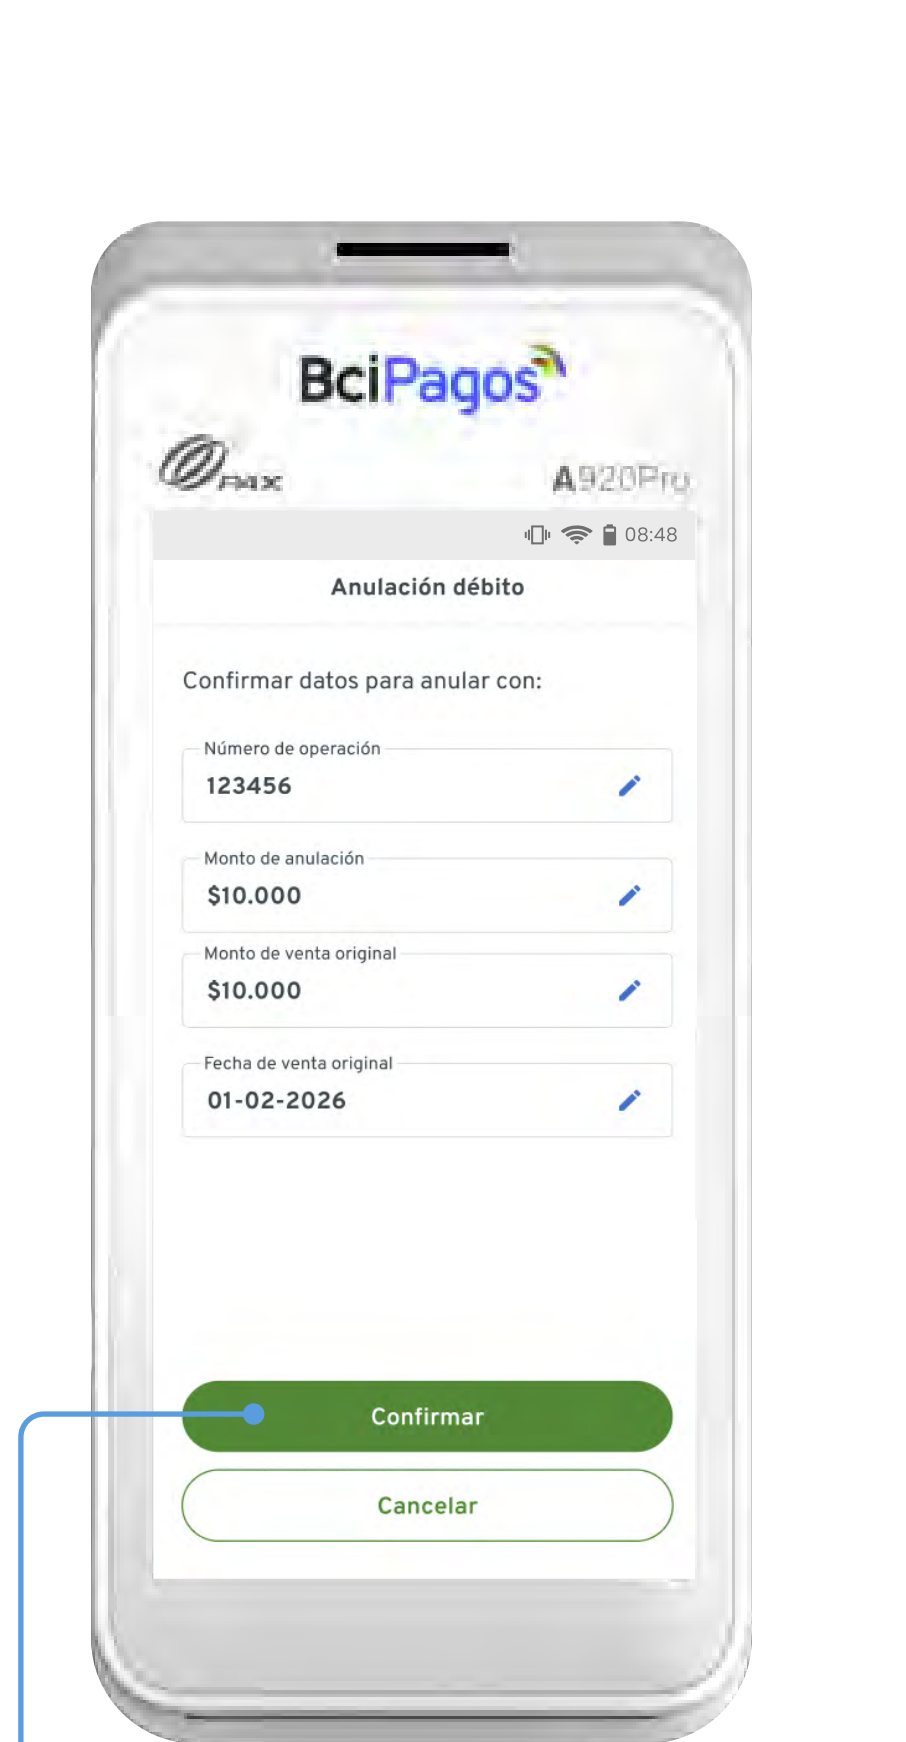 BciPagos
PAX
A920Pro
08:48
Anulación débito
Confirmar datos para anular con:
Número de operación
123456
Monto de anulación
$10.000
Monto de venta original
$10.000
Fecha de venta original
01-02-2026
Confirmar
Cancelar